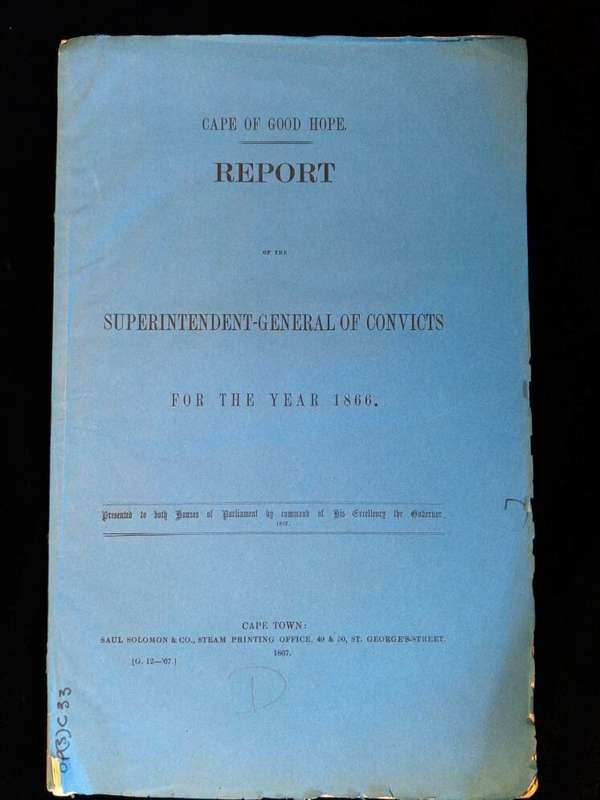 CAPE OF GOOD HOPE.
REPORT
OF THE
SUPERINTENDENT-GENERAL OF CONVICTS
FOR THE YEAR 1866.
Presented to both Houses of Parliament by command of His Excellency the Governor.
1867.
CAPE TOWN:
SAUL SOLOMON & CO., STEAM PRINTING OFFICE, 49 & 50, ST. GEORGE'S-STREET.
1867.
[G. 12—'67.]
D
OP(S) C 33